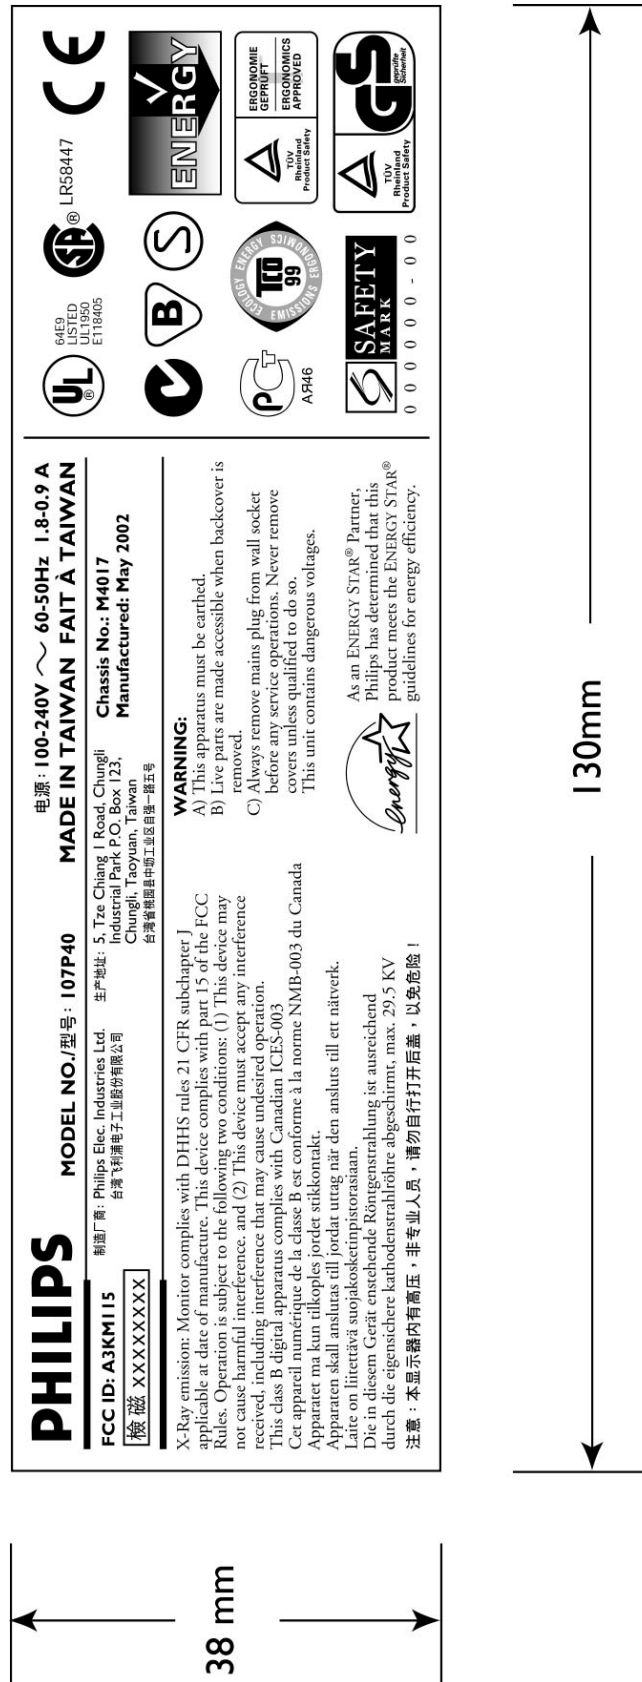 PHILIPS
MODEL NO./型号: 107P40
电源: 100-240V ～ 60-50Hz 1.8-0.9 A
MADE IN TAIWAN FAIT À TAIWAN
FCC ID: A3KM115
檢磁 XXXXXXXX
制造厂商: Philips Elec. Industries Ltd.
台湾飞利浦电子工业股份有限公司
生产地址: 5, Tze Chiang 1 Road, Chungli
Industrial Park P.O. Box 123,
Chungli, Taoyuan, Taiwan
台湾省桃园县中坜工业区自强一路五号
Chassis No.: M4017
Manufactured: May 2002
X-Ray emission: Monitor complies with DHHS rules 21 CFR subchapter J
applicable at date of manufacture. This device complies with part 15 of the FCC
Rules. Operation is subject to the following two conditions: (1) This device may
not cause harmful interference. and (2) This device must accept any interference
received, including interference that may cause undesired operation.
This class B digital apparatus complies with Canadian ICES-003
Cet appareil numérique de la classe B est conforme à la norme NMB-003 du Canada
Apparatet ma kun tilkoples jordet stikkontakt.
Apparaten skall anslutas till jordat uttag när den ansluts till ett nätverk.
Laite on liitettävä suojakosketinpistorasiaan.
Die in diesem Gerät enstehende Röntgenstrahlung ist ausreichend
durch die eigensichere kathodenstrahlröhre abgeschirmt, max. 29.5 KV
注意：本显示器内有高压，非专业人员，请勿自行打开后盖，以免危险！
WARNING:
A) This apparatus must be earthed.
B) Live parts are made accessible when backcover is
removed.
C) Always remove mains plug from wall socket
before any service operations. Never remove
covers unless qualified to do so.
This unit contains dangerous voltages.
energy
As an ENERGY STAR® Partner,
Philips has determined that this
product meets the ENERGY STAR®
guidelines for energy efficiency.
UL®
64E9
LISTED
UL1950
E118405
SA® LR58447
CE
B
S
ENERGY
PCT
АЯ46
ECOLOGY ENERGY
EMISSIONS ERGONOMICS
TCO
99
TÜV
Rheinland
Product Safety
ERGONOMIE
GEPRÜFT
ERGONOMICS
APPROVED
S SAFETY
MARK
000000-00
TÜV
Rheinland
Product Safety
GS
geprüfte
Sicherheit
38 mm
130mm